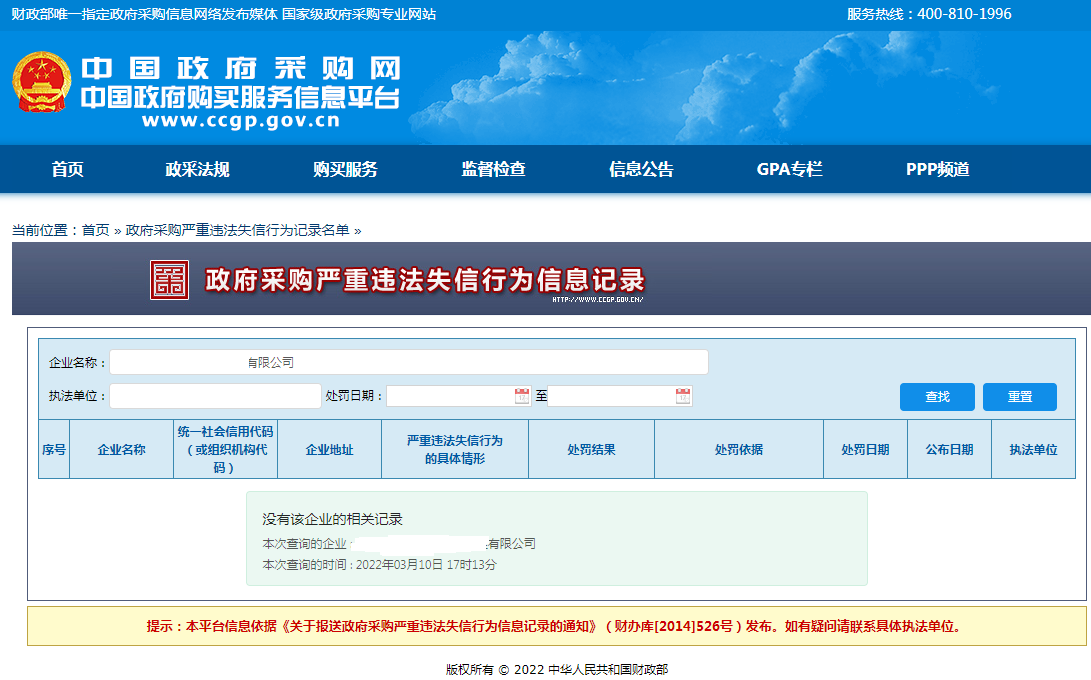 财政部唯一指定政府采购信息网络发布媒体 国家级政府采购专业网站
服务热线：400-810-1996
中国政府采购网
中国政府购买服务信息平台
www.ccgp.gov.cn
首页 政采法规 购买服务 监督检查 信息公告 GPA专栏 PPP频道
当前位置：首页 » 政府采购严重违法失信行为记录名单 »
政府采购严重违法失信行为信息记录
HTTP://WWW.CCGP.GOV.CN/
企业名称： 有限公司
执法单位： 处罚日期： 至 查找 重置
序号 企业名称 统一社会信用代码（或组织机构代码） 企业地址 严重违法失信行为的具体情形 处罚结果 处罚依据 处罚日期 公布日期 执法单位
没有该企业的相关记录
本次查询的企业： 有限公司
本次查询的时间：2022年03月10日 17时13分
提示：本平台信息依据《关于报送政府采购严重违法失信行为信息记录的通知》（财办库[2014]526号）发布。如有疑问请联系具体执法单位。
版权所有 © 2022 中华人民共和国财政部